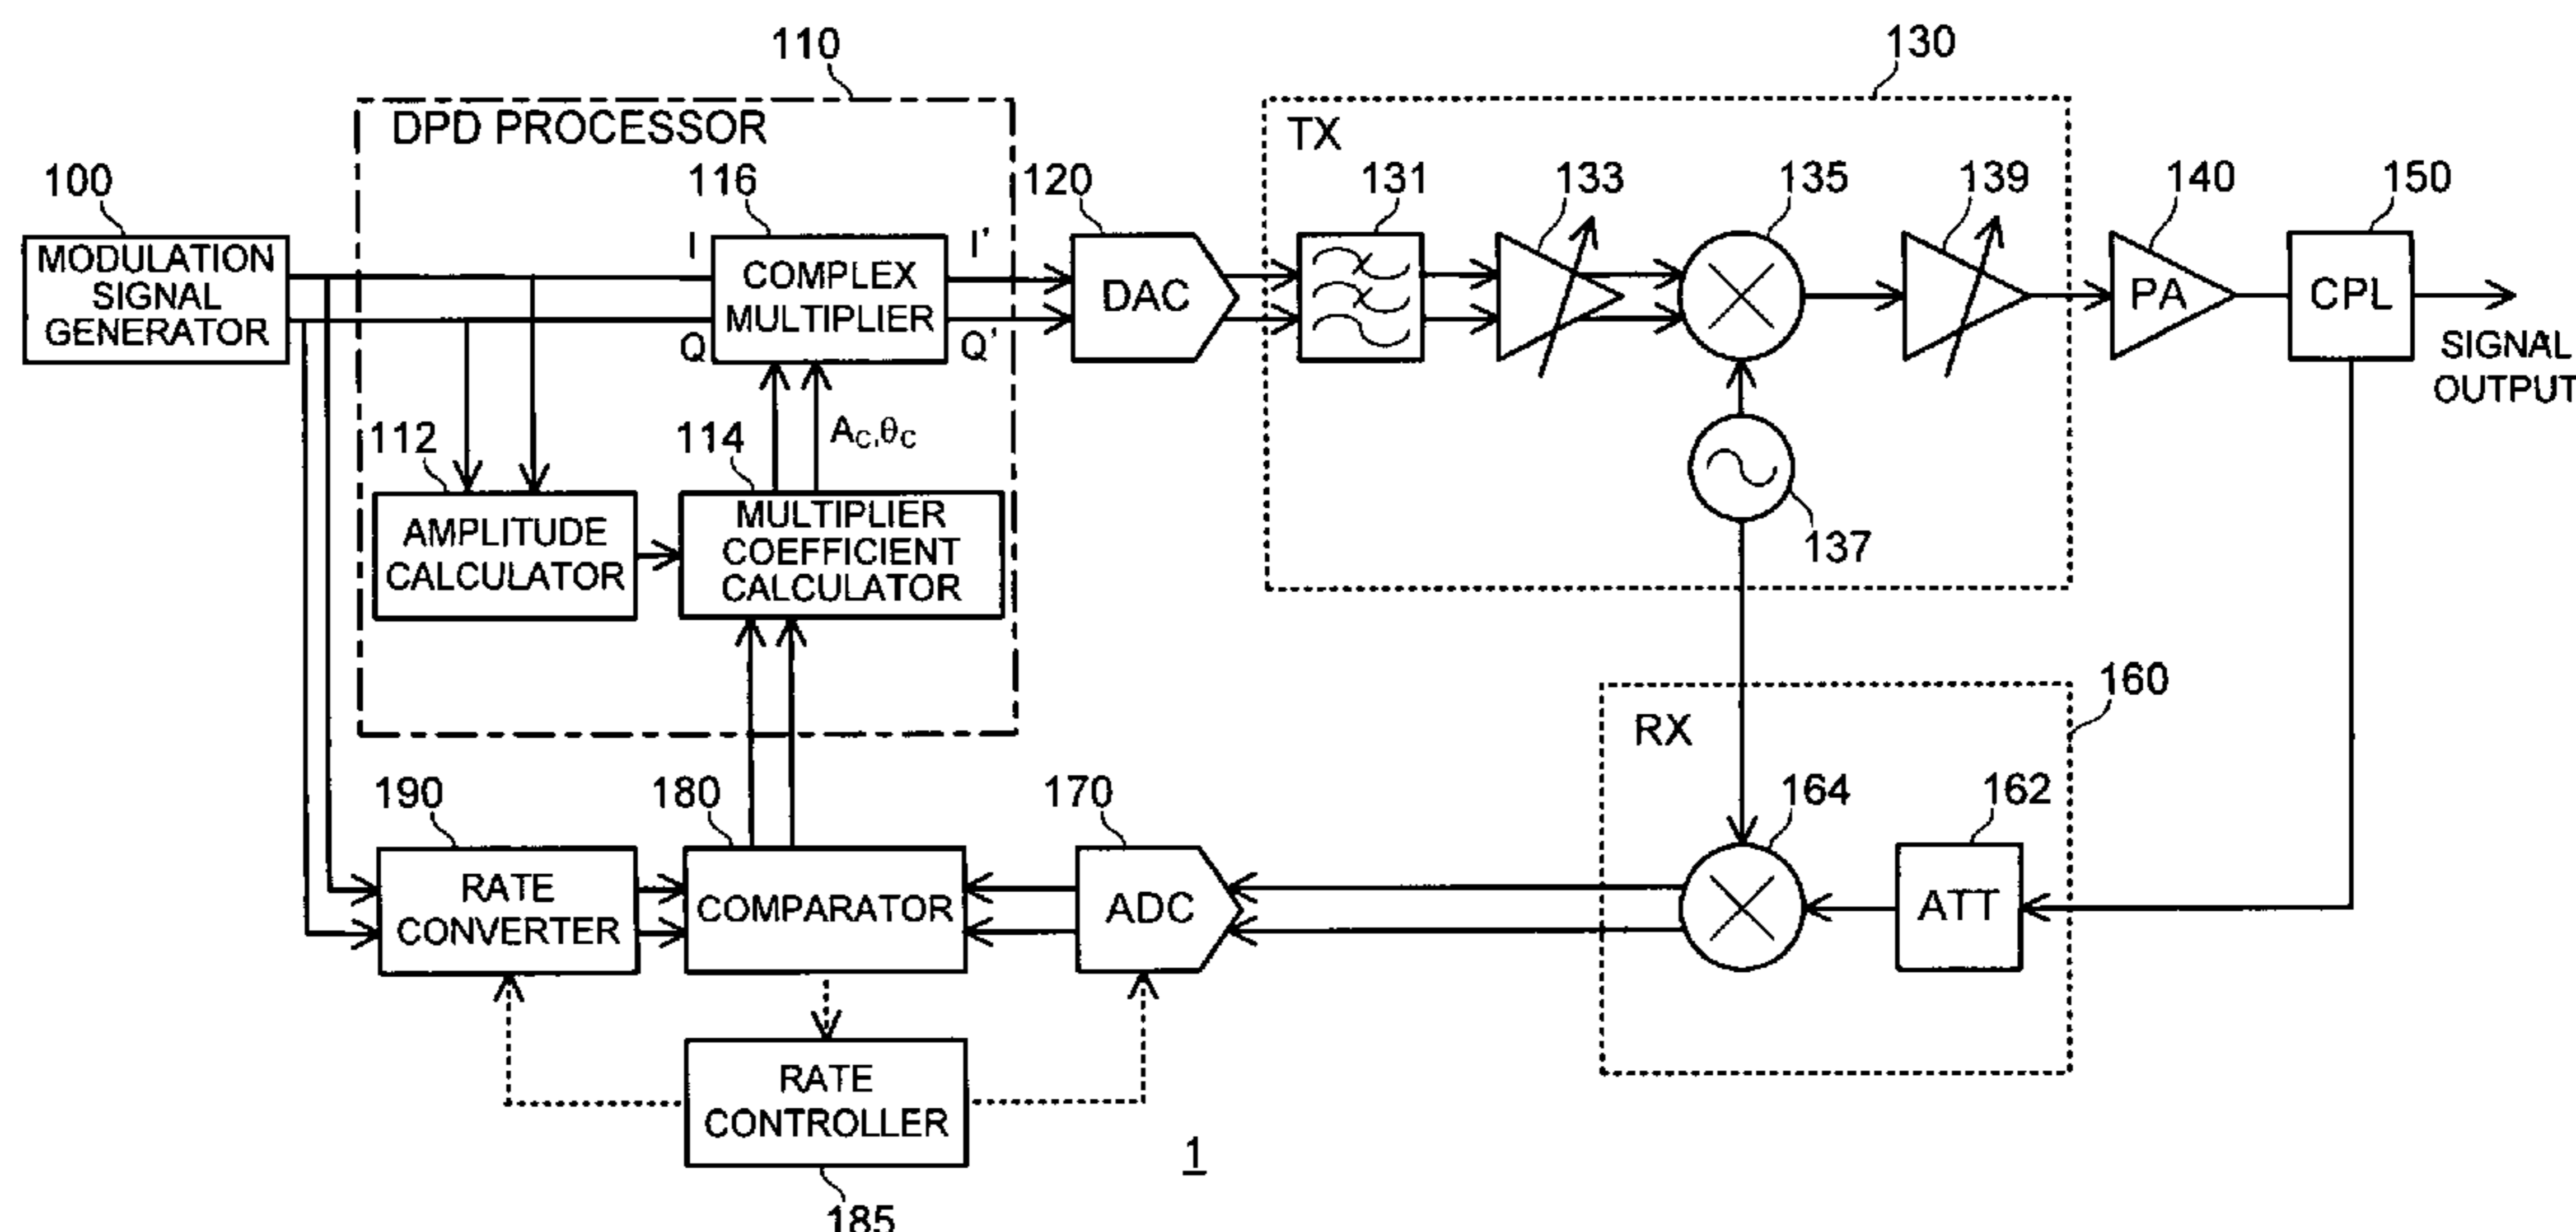 110
130
DPD PROCESSOR
TX
100
116
120
131
133
135
139
140
150
MODULATION
SIGNAL
GENERATOR
I
Q
COMPLEX
MULTIPLIER
I'
Q'
DAC
PA
CPL
SIGNAL
OUTPUT
112
114
AC,θC
137
AMPLITUDE
CALCULATOR
MULTIPLIER
COEFFICIENT
CALCULATOR
160
RX
190
180
170
164
162
RATE
CONVERTER
COMPARATOR
ADC
ATT
RATE
CONTROLLER
1
185